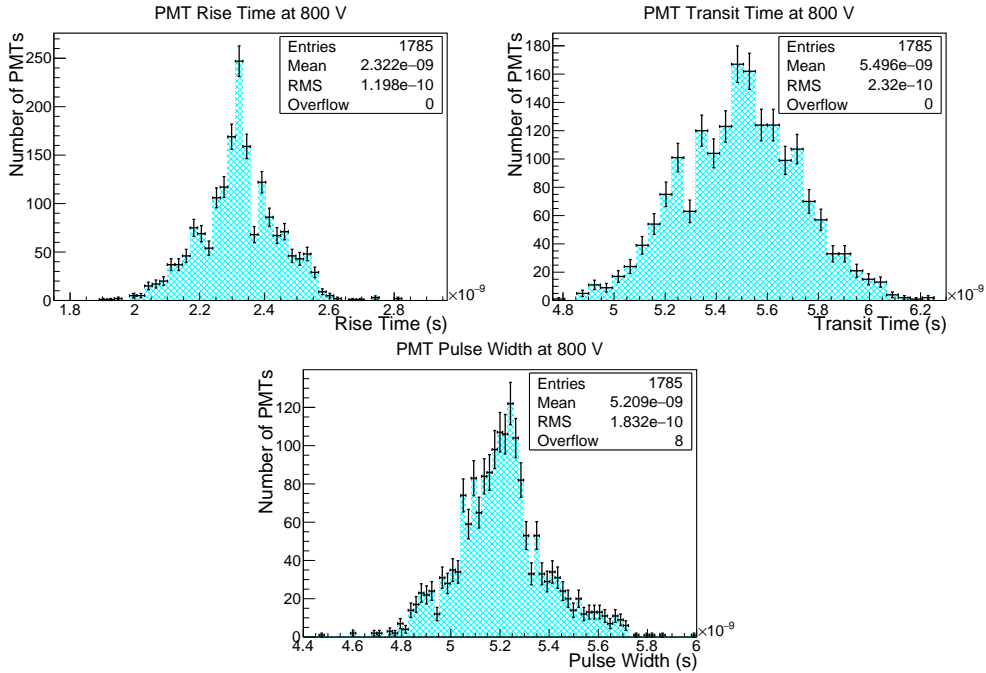 PMT Rise Time at 800 V
Number of PMTs
250
200
150
100
50
0
Entries 1785
Mean 2.322e−09
RMS 1.198e−10
Overflow 0
1.8 2 2.2 2.4 2.6 2.8
×10−9
Rise Time (s)
PMT Transit Time at 800 V
Number of PMTs
180
160
140
120
100
80
60
40
20
0
Entries 1785
Mean 5.496e−09
RMS 2.32e−10
Overflow 0
4.8 5 5.2 5.4 5.6 5.8 6 6.2
×10−9
Transit Time (s)
PMT Pulse Width at 800 V
Number of PMTs
120
100
80
60
40
20
0
Entries 1785
Mean 5.209e−09
RMS 1.832e−10
Overflow 8
4.4 4.6 4.8 5 5.2 5.4 5.6 5.8 6
×10−9
Pulse Width (s)